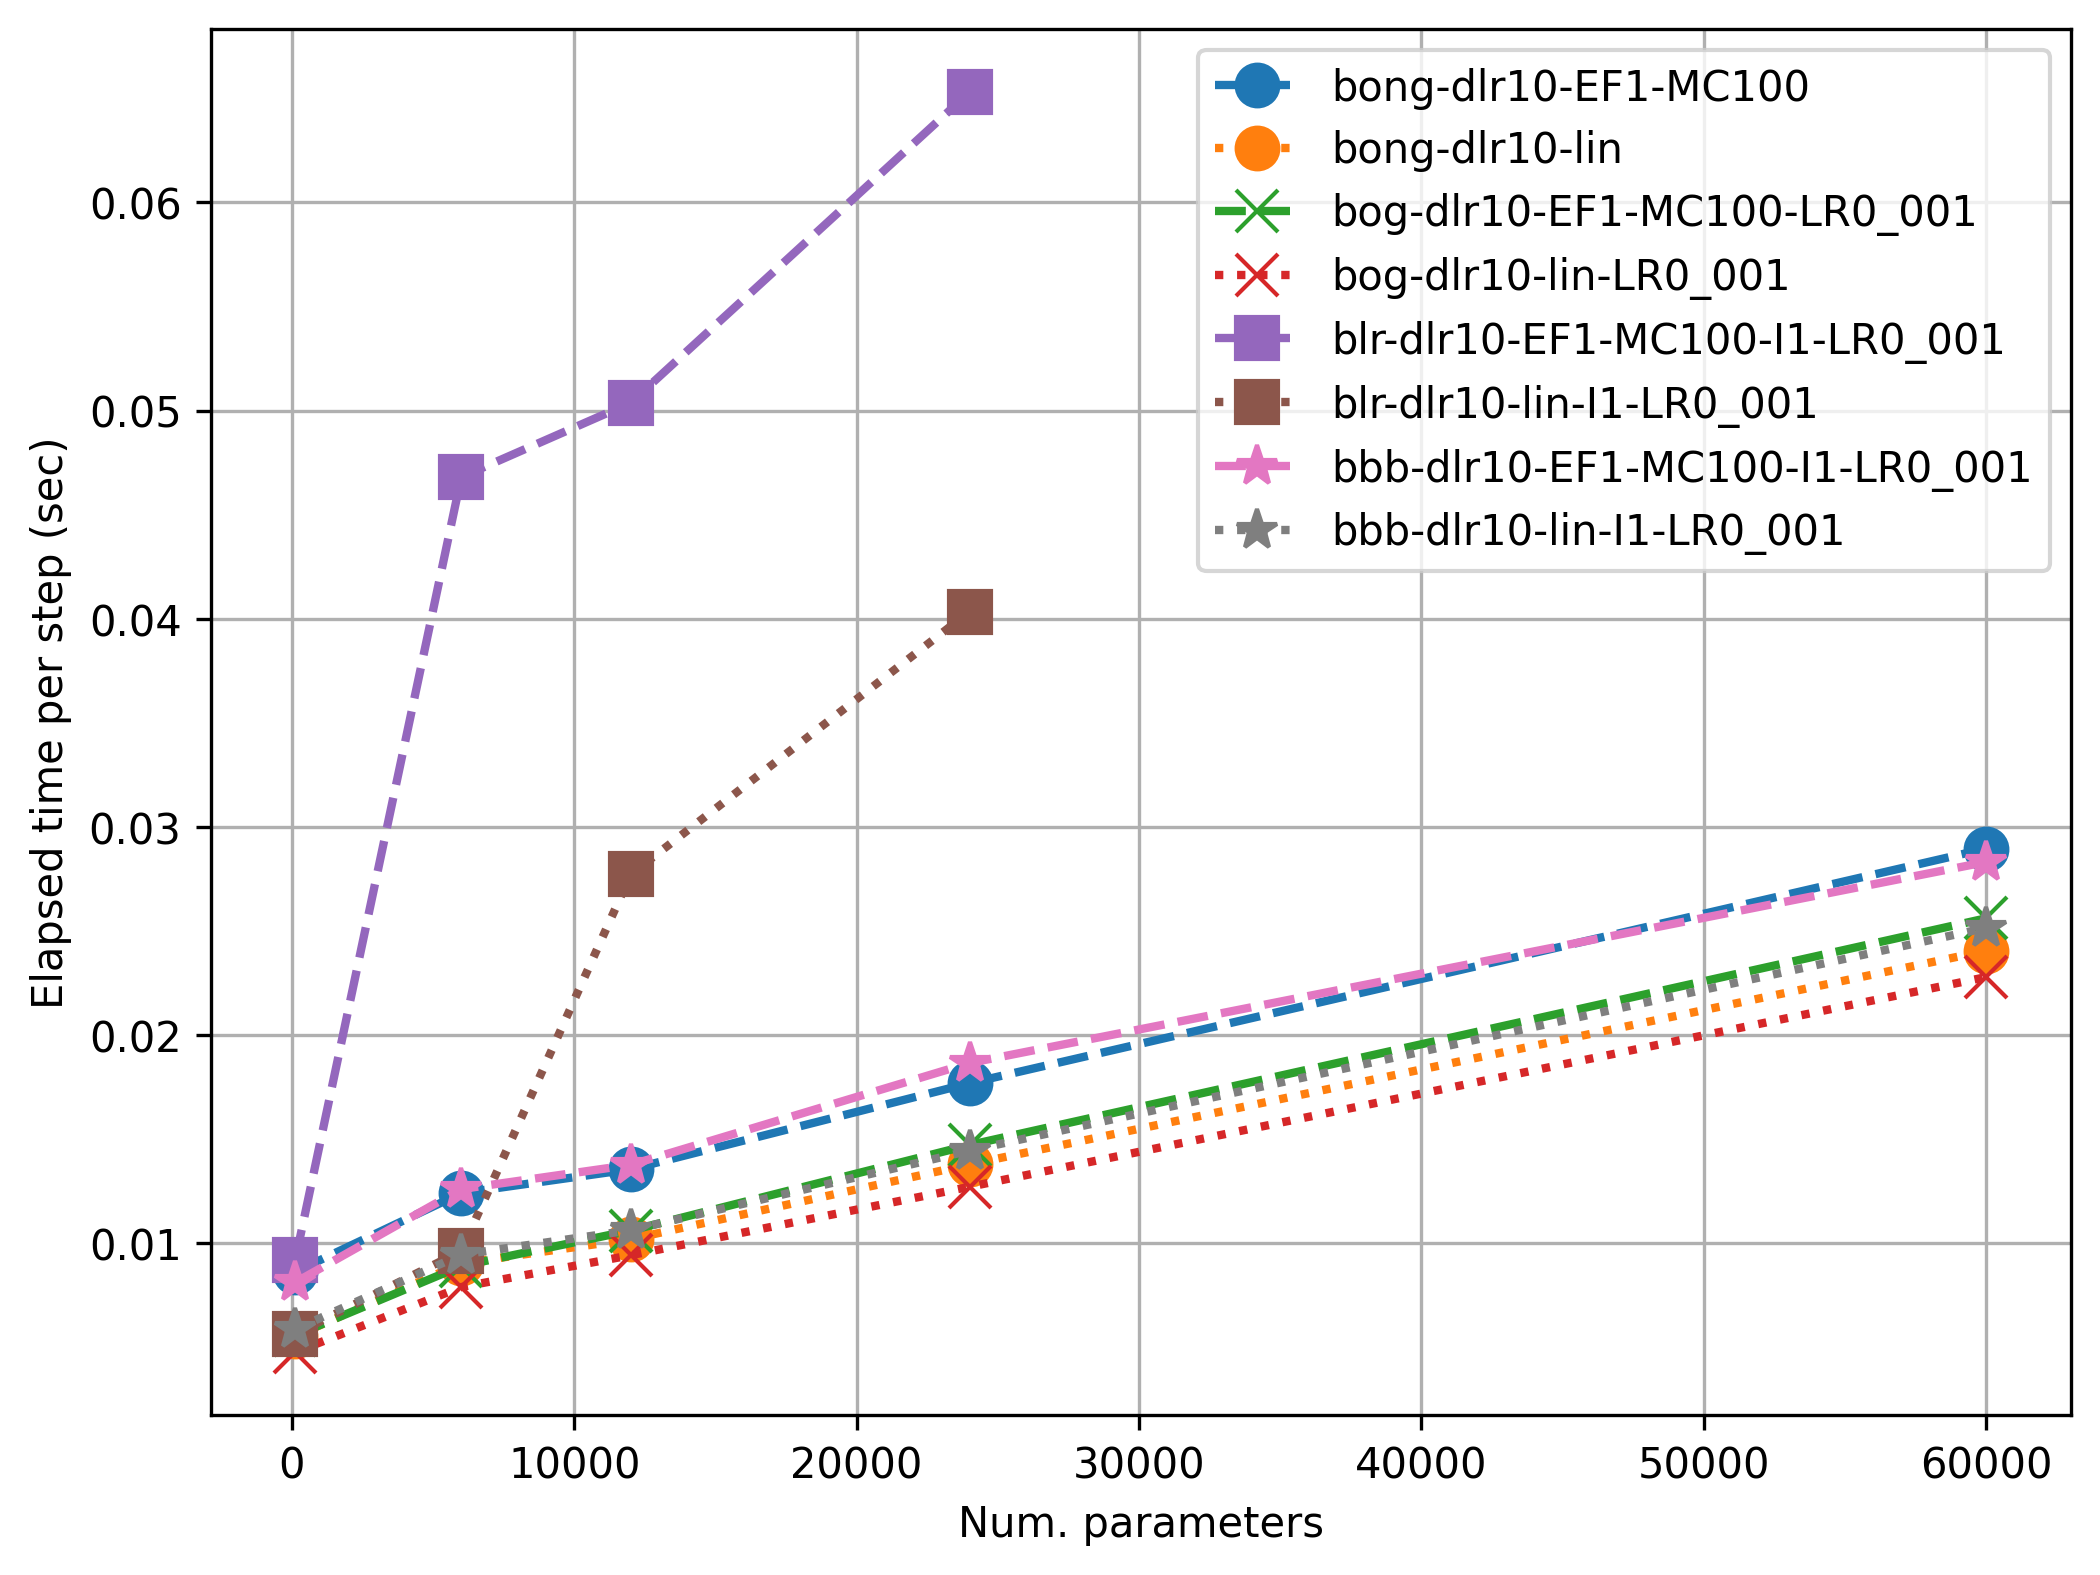 0.06
0.05
0.04
0.03
0.02
0.01
Elapsed time per step (sec)
bong-dlr10-EF1-MC100
bong-dlr10-lin
bog-dlr10-EF1-MC100-LR0_001
bog-dlr10-lin-LR0_001
blr-dlr10-EF1-MC100-I1-LR0_001
blr-dlr10-lin-I1-LR0_001
bbb-dlr10-EF1-MC100-I1-LR0_001
bbb-dlr10-lin-I1-LR0_001
0 10000 20000 30000 40000 50000 60000
Num. parameters